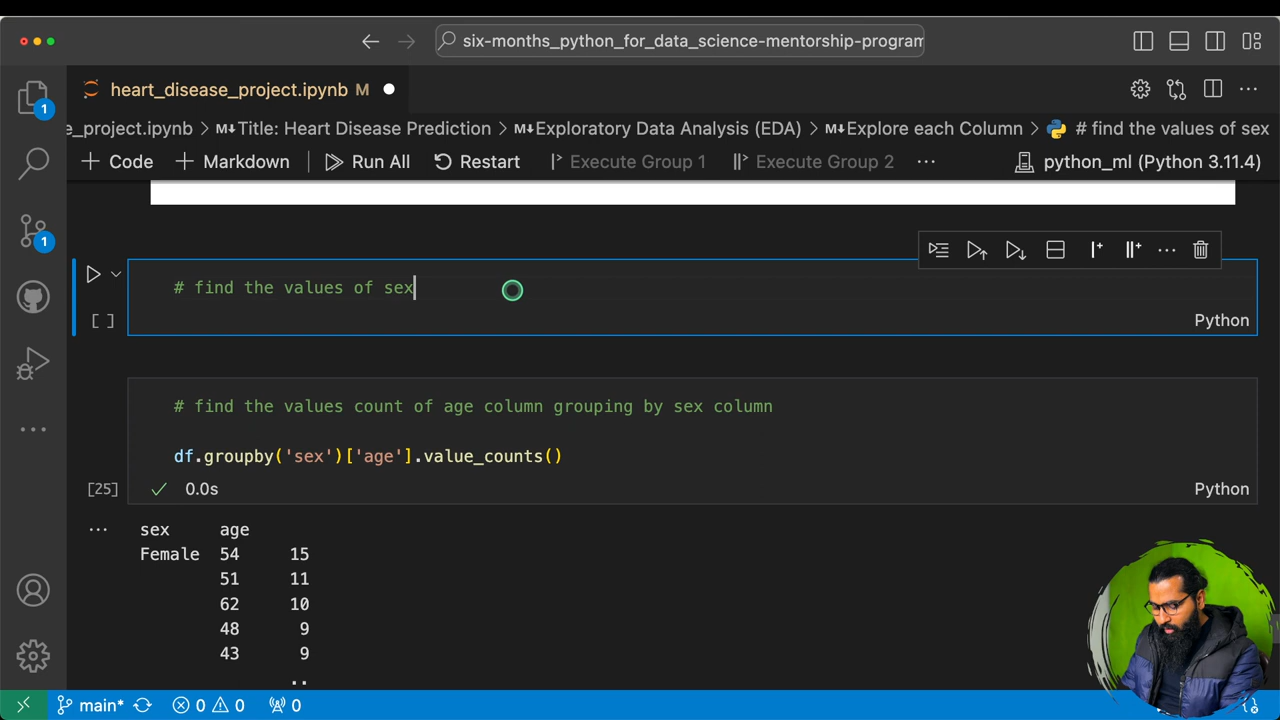 six-months_python_for_data_science-mentorship-program
heart_disease_project.ipynb M
1
e_project.ipynb > M↓Title: Heart Disease Prediction > M↓Exploratory Data Analysis (EDA) > M↓Explore each Column > # find the values of sex
+ Code + Markdown Run All Restart Execute Group 1 Execute Group 2 ... python_ml (Python 3.11.4)
1
# find the values of sex
[ ]
Python
# find the values count of age column grouping by sex column
df.groupby('sex')['age'].value_counts()
[25] ✓ 0.0s Python
... sex age
Female 54 15
51 11
62 10
48 9
43 9
..
main* 0 0 0